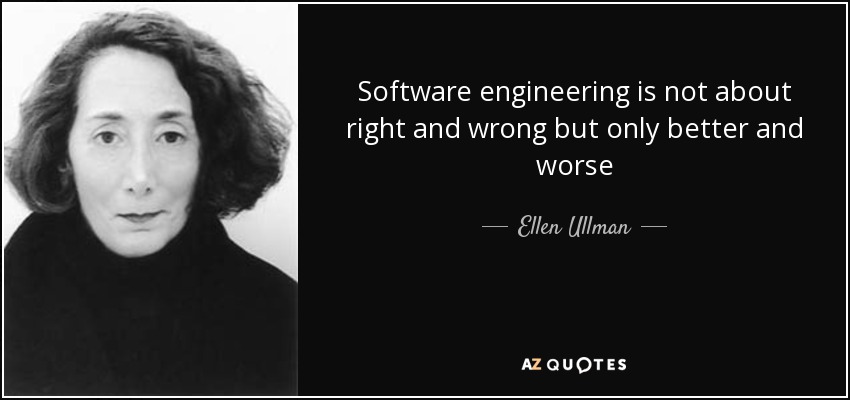 Software engineering is not about
right and wrong but only better and
worse
Ellen Ullman
AZ QUOTES